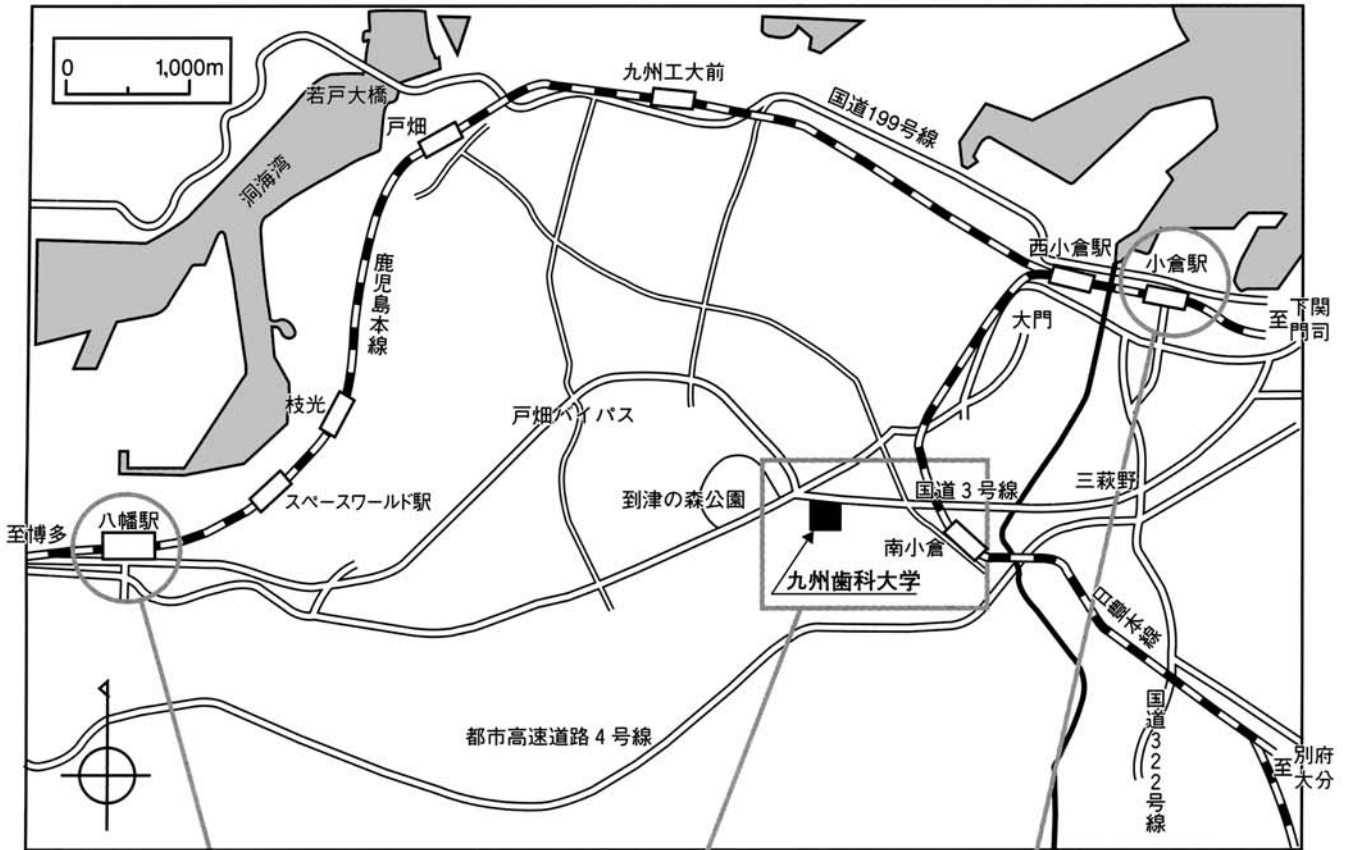 0 1,000m
若戸大橋
九州工大前
戸畑
国道199号線
洞海湾
鹿児島本線
西小倉駅
小倉駅
大門
至 下関
門司
枝光
戸畑バイパス
スペースワールド駅
到津の森公園
国道3号線
三萩野
至博多
八幡駅
南小倉
九州歯科大学
日豊本線
都市高速道路4号線
国道322号線
至 別府
大分